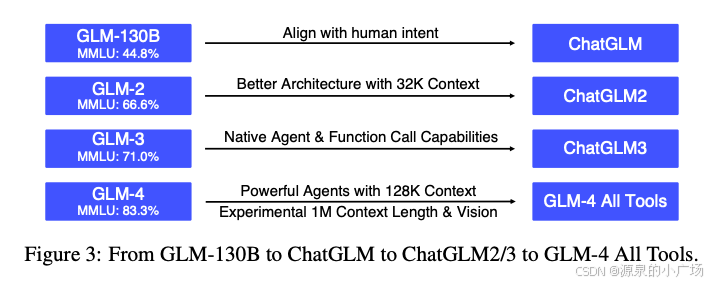 GLM-130B
MMLU: 44.8%
Align with human intent
ChatGLM
GLM-2
MMLU: 66.6%
Better Architecture with 32K Context
ChatGLM2
GLM-3
MMLU: 71.0%
Native Agent & Function Call Capabilities
ChatGLM3
GLM-4
MMLU: 83.3%
Powerful Agents with 128K Context
Experimental 1M Context Length & Vision
GLM-4 All Tools
Figure 3: From GLM-130B to ChatGLM to ChatGLM2/3 to GLM-4 All Tools.
CSDN @源泉的小广场